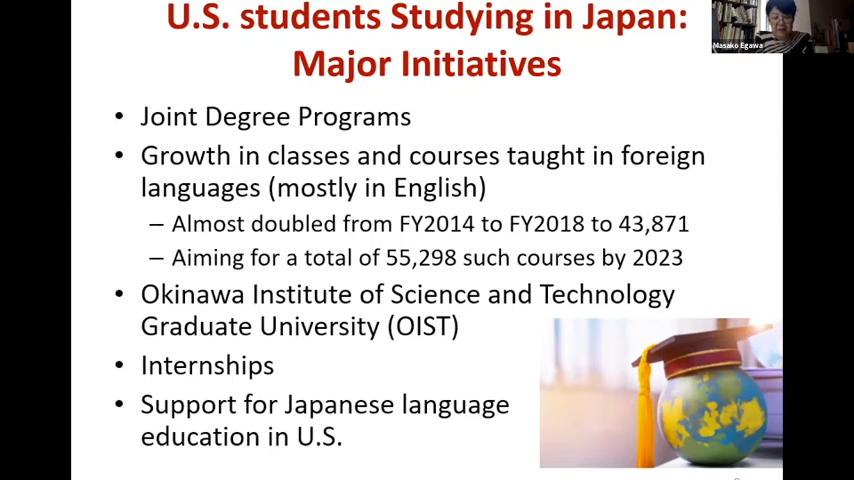 U.S. students Studying in Japan:
Major Initiatives
Masako Egawa
• Joint Degree Programs
• Growth in classes and courses taught in foreign
languages (mostly in English)
– Almost doubled from FY2014 to FY2018 to 43,871
– Aiming for a total of 55,298 such courses by 2023
• Okinawa Institute of Science and Technology
Graduate University (OIST)
• Internships
• Support for Japanese language
education in U.S.